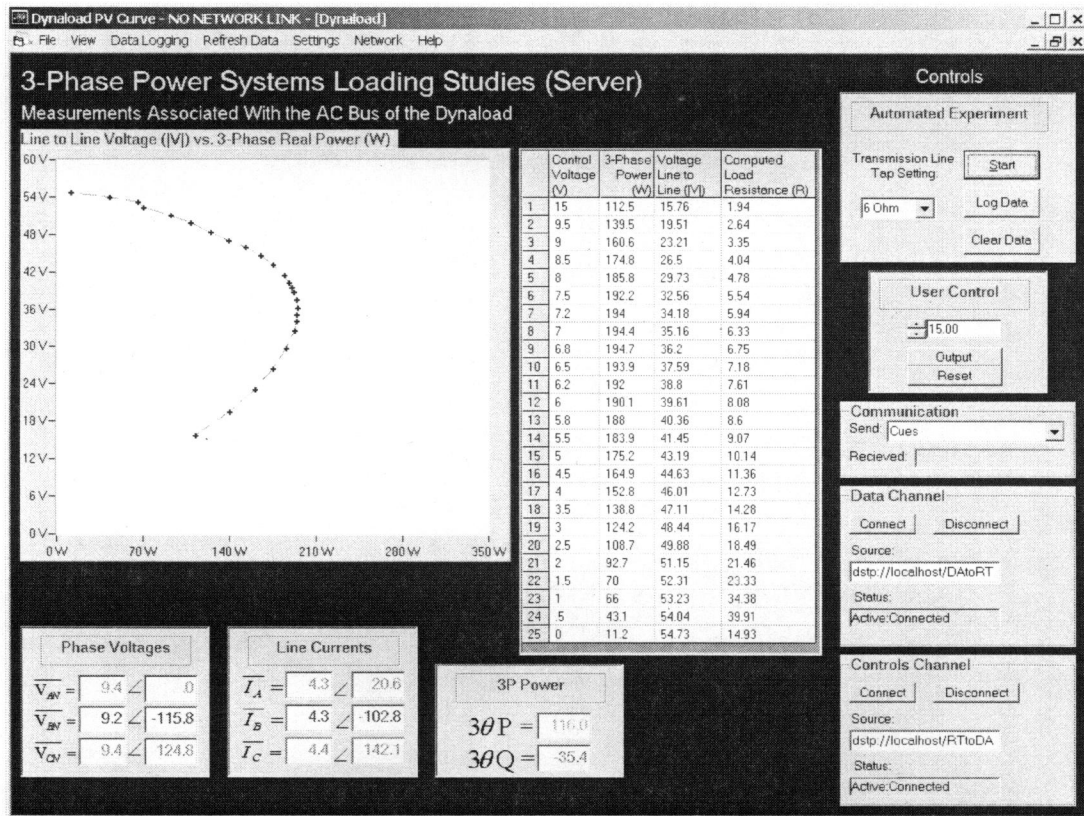 Dynaload PV Curve - NO NETWORK LINK - [Dynaload]
File View Data Logging Refresh Data Settings Network Help
3-Phase Power Systems Loading Studies (Server)
Measurements Associated With the AC Bus of the Dynaload
Line to Line Voltage (|V|) vs. 3-Phase Real Power (W)
60 V
54 V
48 V
42 V
36 V
30 V
24 V
18 V
12 V
6 V
0 V
0 W 70 W 140 W 210 W 280 W 350 W
Control Voltage (V) 3-Phase Power (W) Voltage Line to Line (|V|) Computed Load Resistance (R)
1 15 112.5 15.76 1.94
2 9.5 139.5 19.51 2.64
3 9 160.6 23.21 3.35
4 8.5 174.8 26.5 4.04
5 8 185.8 29.73 4.78
6 7.5 192.2 32.56 5.54
7 7.2 194 34.18 5.94
8 7 194.4 35.16 6.33
9 6.8 194.7 36.2 6.75
10 6.5 193.9 37.59 7.18
11 6.2 192 38.8 7.61
12 6 190.1 39.61 8.08
13 5.8 188 40.36 8.6
14 5.5 183.9 41.45 9.07
15 5 175.2 43.19 10.14
16 4.5 164.9 44.63 11.36
17 4 152.8 46.01 12.73
18 3.5 138.8 47.11 14.28
19 3 124.2 48.44 16.17
20 2.5 108.7 49.88 18.49
21 2 92.7 51.15 21.46
22 1.5 70 52.31 23.33
23 1 66 53.23 34.38
24 .5 43.1 54.04 39.91
25 0 11.2 54.73 14.93
Phase Voltages
V_AN = 9.4 ∠ .0
V_BN = 9.2 ∠ -115.8
V_CN = 9.4 ∠ 124.8
Line Currents
I_A = 4.3 ∠ 20.6
I_B = 4.3 ∠ -102.8
I_C = 4.4 ∠ 142.1
3P Power
3θP = 116.0
3θQ = -35.4
Controls
Automated Experiment
Transmission Line
Tap Setting:
Start
6 Ohm
Log Data
Clear Data
User Control
15.00
Output
Reset
Communication
Send: Cues
Recieved:
Data Channel
Connect Disconnect
Source:
dstp://localhost/DAtoRT
Status:
Active:Connected
Controls Channel
Connect Disconnect
Source:
dstp://localhost/RTtoDA
Status:
Active:Connected